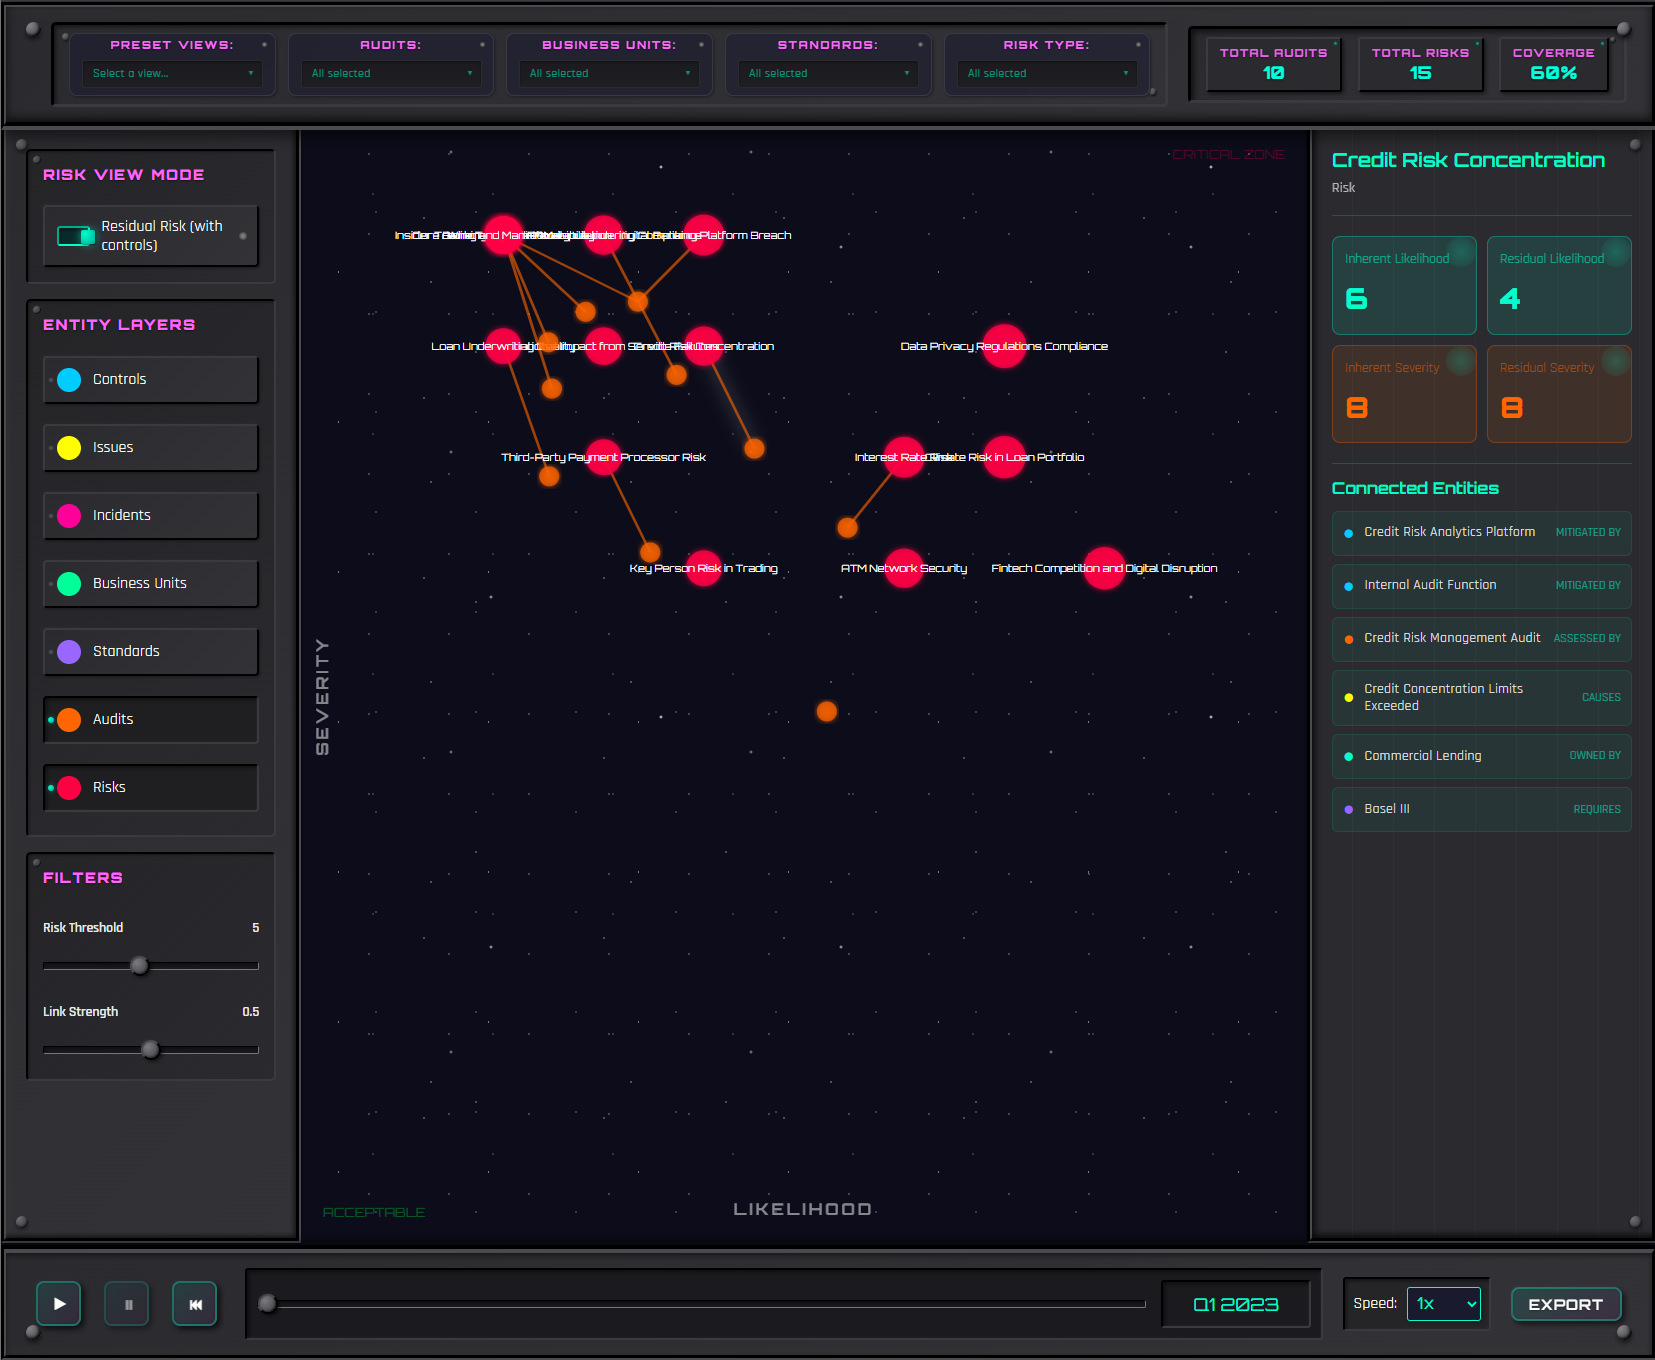 PRESET VIEWS:
Select a view...
AUDITS:
All selected
BUSINESS UNITS:
All selected
STANDARDS:
All selected
RISK TYPE:
All selected
TOTAL AUDITS
10
TOTAL RISKS
15
COVERAGE
60%
RISK VIEW MODE
Residual Risk (with
controls)
ENTITY LAYERS
Controls
Issues
Incidents
Business Units
Standards
Audits
Risks
FILTERS
Risk Threshold
5
Link Strength
0.5
CRITICAL ZONE
Platform Breach
Loan Underwriting
Impact from
Concentration
Data Privacy Regulations Compliance
Third-Party Payment Processor Risk
Interest Rate
Risk in Loan Portfolio
Key Person Risk in Trading
ATM Network Security
Fintech Competition and Digital Disruption
SEVERITY
LIKELIHOOD
ACCEPTABLE
Credit Risk Concentration
Risk
Inherent Likelihood
6
Residual Likelihood
4
Inherent Severity
8
Residual Severity
8
Connected Entities
Credit Risk Analytics Platform MITIGATED BY
Internal Audit Function MITIGATED BY
Credit Risk Management Audit ASSESSED BY
Credit Concentration Limits
Exceeded
CAUSES
Commercial Lending OWNED BY
Basel III REQUIRES
Q1 2023
Speed:
1x
EXPORT